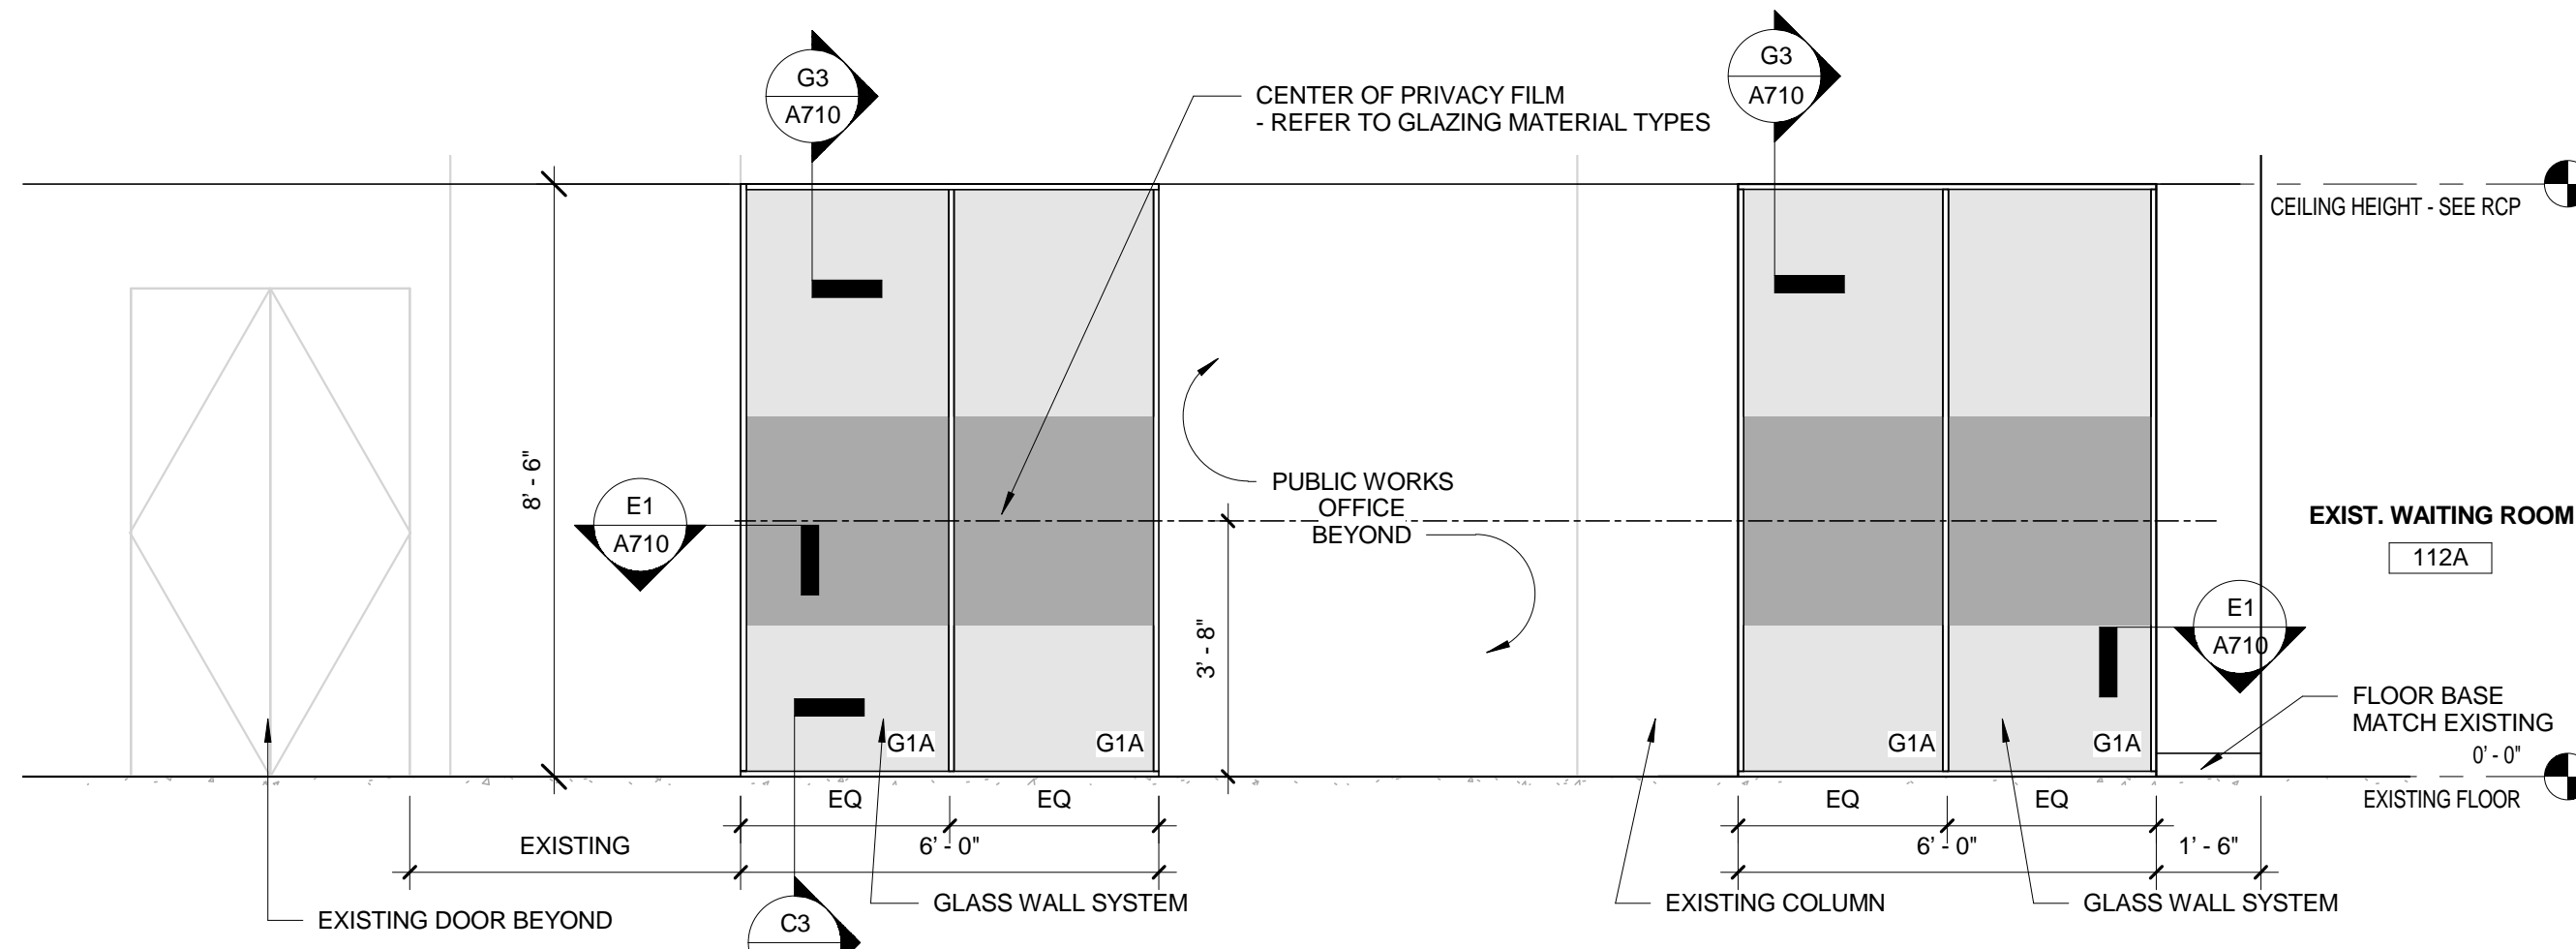 G3
A710
CENTER OF PRIVACY FILM
- REFER TO GLAZING MATERIAL TYPES
G3
A710
CEILING HEIGHT - SEE RCP
8' - 6"
E1
A710
PUBLIC WORKS
OFFICE
BEYOND
3' - 8"
EXIST. WAITING ROOM
112A
E1
A710
FLOOR BASE
MATCH EXISTING
0' - 0"
EXISTING FLOOR
G1A
G1A
G1A
G1A
EQ
EQ
EQ
EQ
EXISTING
6' - 0"
6' - 0"
1' - 6"
EXISTING DOOR BEYOND
C3
GLASS WALL SYSTEM
EXISTING COLUMN
GLASS WALL SYSTEM